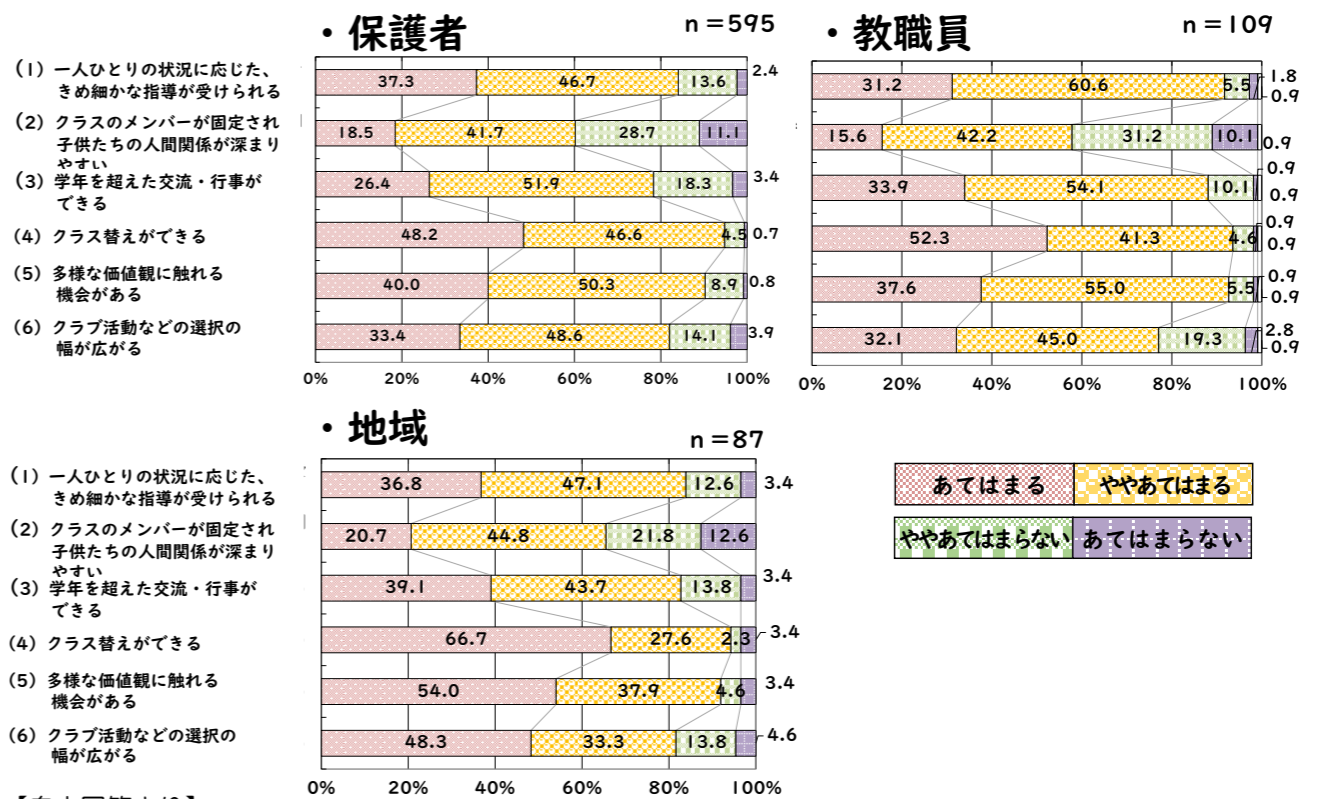 ・保護者
n＝595
(1) 一人ひとりの状況に応じた、
きめ細かな指導が受けられる
37.3 46.7 13.6 2.4
(2) クラスのメンバーが固定され
子供たちの人間関係が深まり
やすい
18.5 41.7 28.7 11.1
(3) 学年を超えた交流・行事が
できる
26.4 51.9 18.3 3.4
(4) クラス替えができる
48.2 46.6 4.5 0.7
(5) 多様な価値観に触れる
機会がある
40.0 50.3 8.9 0.8
(6) クラブ活動などの選択の
幅が広がる
33.4 48.6 14.1 3.9
0% 20% 40% 60% 80% 100%
・教職員
n＝109
31.2 60.6 5.5 1.8 0.9
15.6 42.2 31.2 10.1 0.9
33.9 54.1 10.1 0.9 0.9
52.3 41.3 4.6 0.9 0.9
37.6 55.0 5.5 0.9 0.9
32.1 45.0 19.3 2.8 0.9
0% 20% 40% 60% 80% 100%
・地域
n＝87
(1) 一人ひとりの状況に応じた、
きめ細かな指導が受けられる
36.8 47.1 12.6 3.4
(2) クラスのメンバーが固定され
子供たちの人間関係が深まり
やすい
20.7 44.8 21.8 12.6
(3) 学年を超えた交流・行事が
できる
39.1 43.7 13.8 3.4
(4) クラス替えができる
66.7 27.6 2.3 3.4
(5) 多様な価値観に触れる
機会がある
54.0 37.9 4.6 3.4
(6) クラブ活動などの選択の
幅が広がる
48.3 33.3 13.8 4.6
0% 20% 40% 60% 80% 100%
あてはまる ややあてはまる
ややあてはまらない あてはまらない